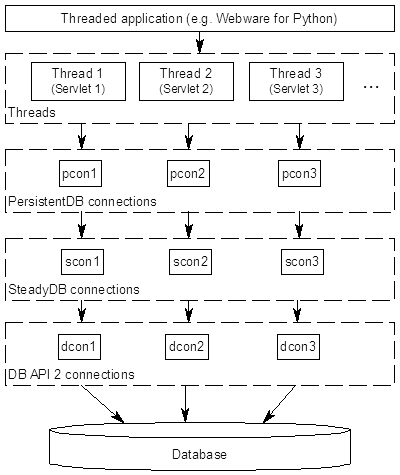 Threaded application (e.g. Webware for Python)
Thread 1 Thread 2 Thread 3 ...
(Servlet 1) (Servlet 2) (Servlet 3)
Threads
pcon1 pcon2 pcon3
PersistentDB connections
scon1 scon2 scon3
SteadyDB connections
dcon1 dcon2 dcon3
DB API 2 connections
Database